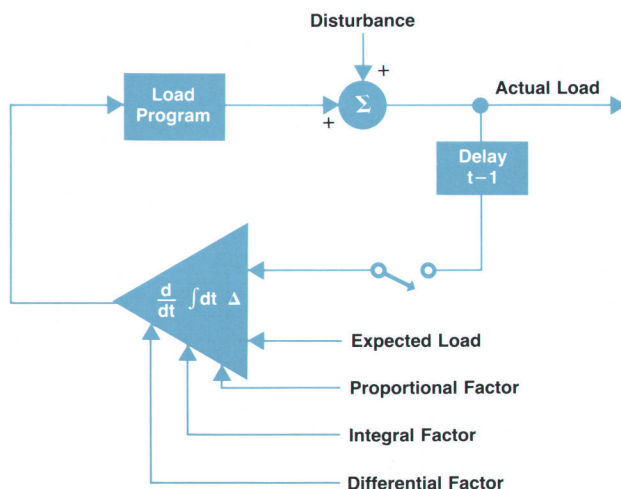 Disturbance
+
Load
Program
+
Σ
Actual Load
Delay
t−1
d
dt
∫dt Δ
Expected Load
Proportional Factor
Integral Factor
Differential Factor